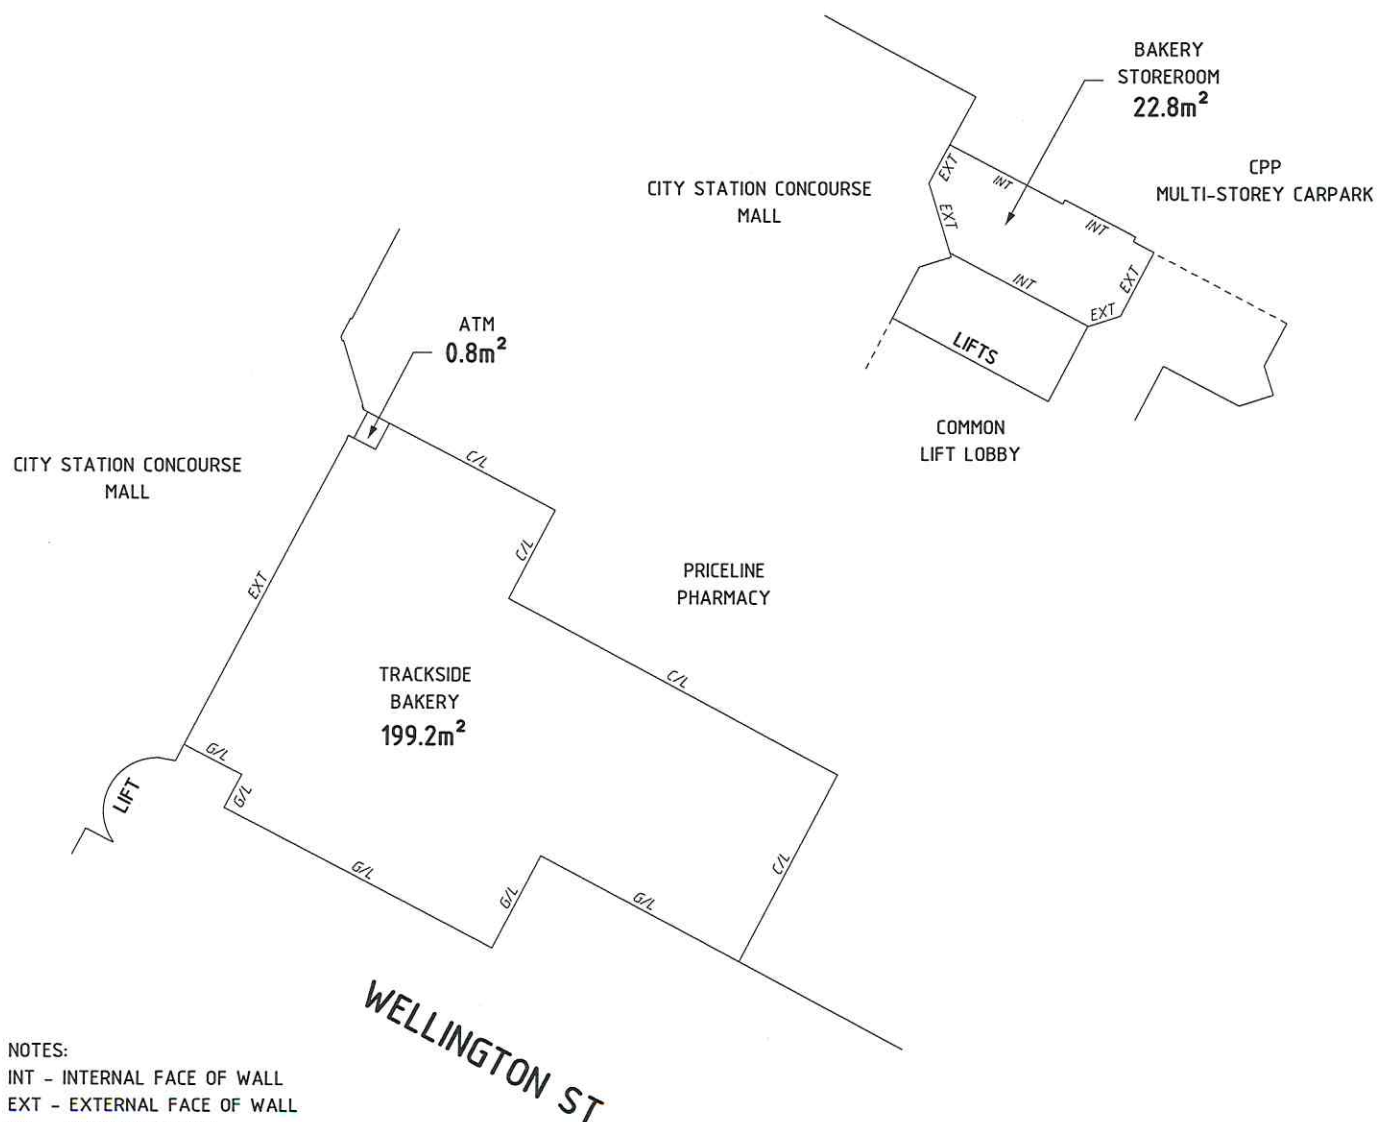 BAKERY
STOREROOM
22.8m²
CPP
MULTI-STOREY CARPARK
CITY STATION CONCOURSE
MALL
EXT
INT
EXT
INT
INT
EXT
EXT
LIFTS
COMMON
LIFT LOBBY
ATM
0.8m²
CITY STATION CONCOURSE
MALL
C/L
C/L
EXT
PRICELINE
PHARMACY
C/L
TRACKSIDE
BAKERY
199.2m²
G/L
G/L
LIFT
G/L
G/L
G/L
C/L
WELLINGTON ST
NOTES:
INT - INTERNAL FACE OF WALL
EXT - EXTERNAL FACE OF WALL